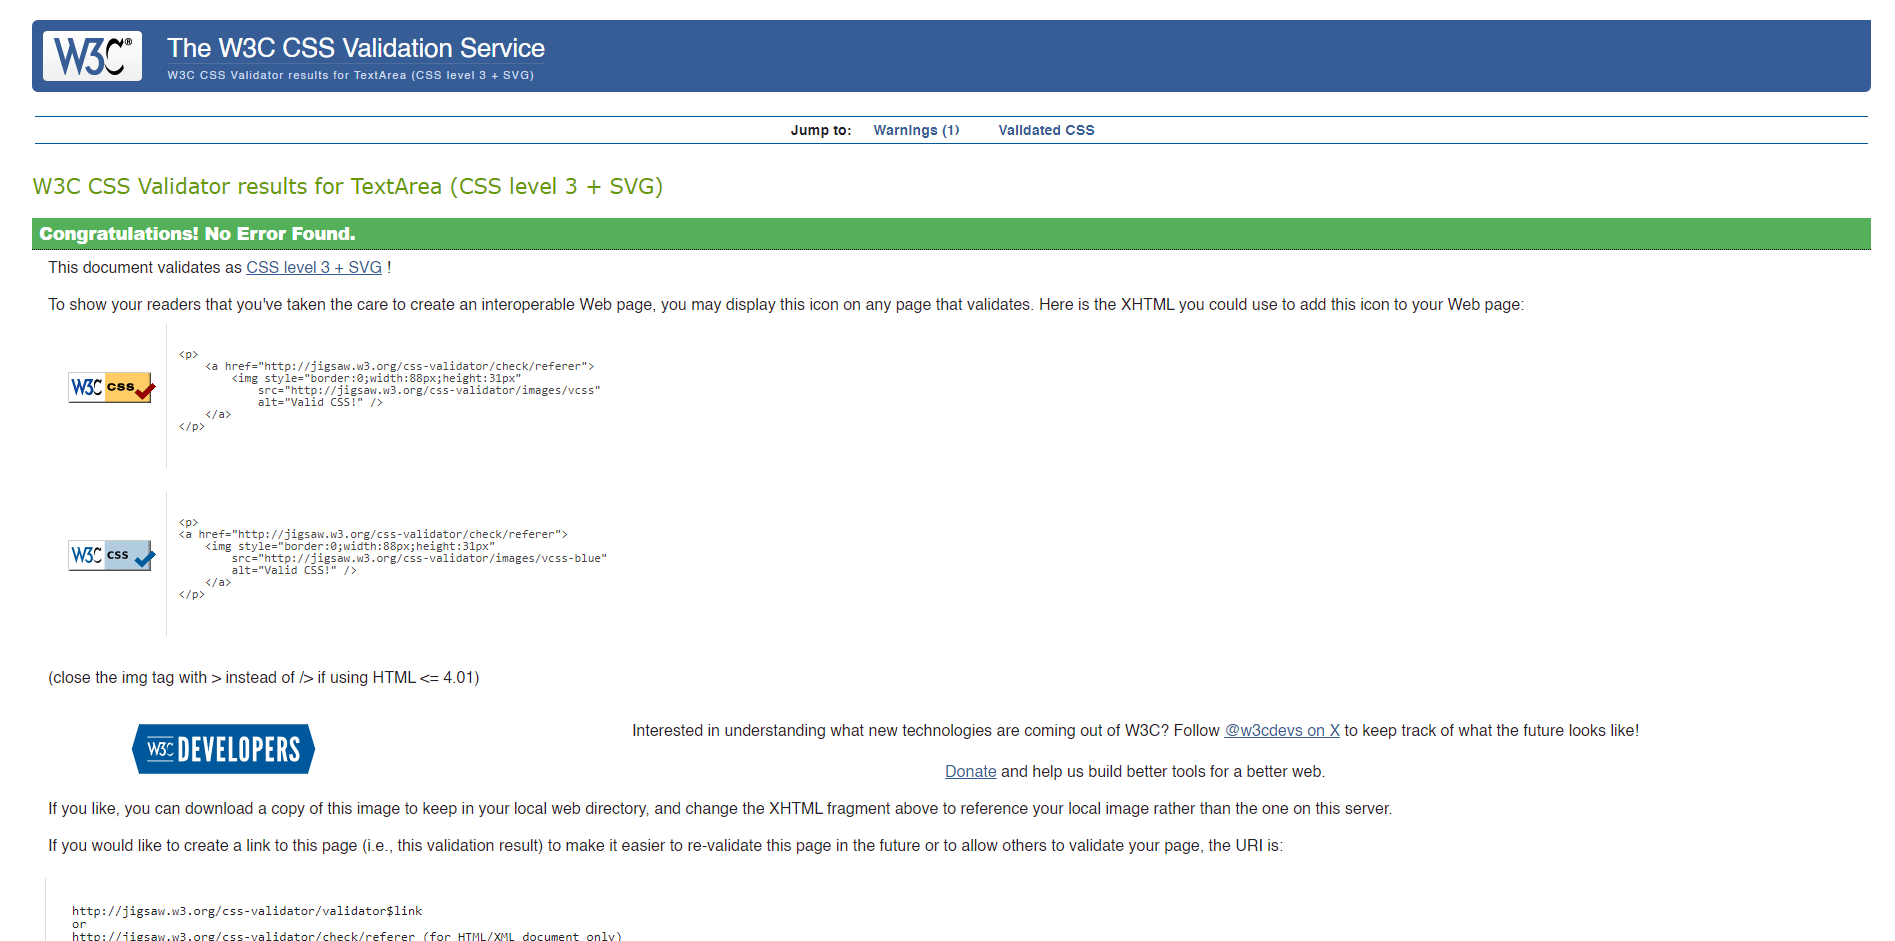 W3C®
The W3C CSS Validation Service
W3C CSS Validator results for TextArea (CSS level 3 + SVG)
Jump to: Warnings (1) Validated CSS
W3C CSS Validator results for TextArea (CSS level 3 + SVG)
Congratulations! No Error Found.
This document validates as CSS level 3 + SVG !
To show your readers that you've taken the care to create an interoperable Web page, you may display this icon on any page that validates. Here is the XHTML you could use to add this icon to your Web page:
W3C css
<p>
    <a href="http://jigsaw.w3.org/css-validator/check/referer">
        <img style="border:0;width:88px;height:31px"
            src="http://jigsaw.w3.org/css-validator/images/vcss"
            alt="Valid CSS!" />
    </a>
</p>
W3C css
<p>
<a href="http://jigsaw.w3.org/css-validator/check/referer">
    <img style="border:0;width:88px;height:31px"
        src="http://jigsaw.w3.org/css-validator/images/vcss-blue"
        alt="Valid CSS!" />
    </a>
</p>
(close the img tag with > instead of /> if using HTML <= 4.01)
W3C DEVELOPERS
Interested in understanding what new technologies are coming out of W3C? Follow @w3cdevs on X to keep track of what the future looks like!
Donate and help us build better tools for a better web.
If you like, you can download a copy of this image to keep in your local web directory, and change the XHTML fragment above to reference your local image rather than the one on this server.
If you would like to create a link to this page (i.e., this validation result) to make it easier to re-validate this page in the future or to allow others to validate your page, the URI is:
http://jigsaw.w3.org/css-validator/validator$link
or
http://jigsaw.w3.org/css-validator/check/referer (for HTML/XML document only)